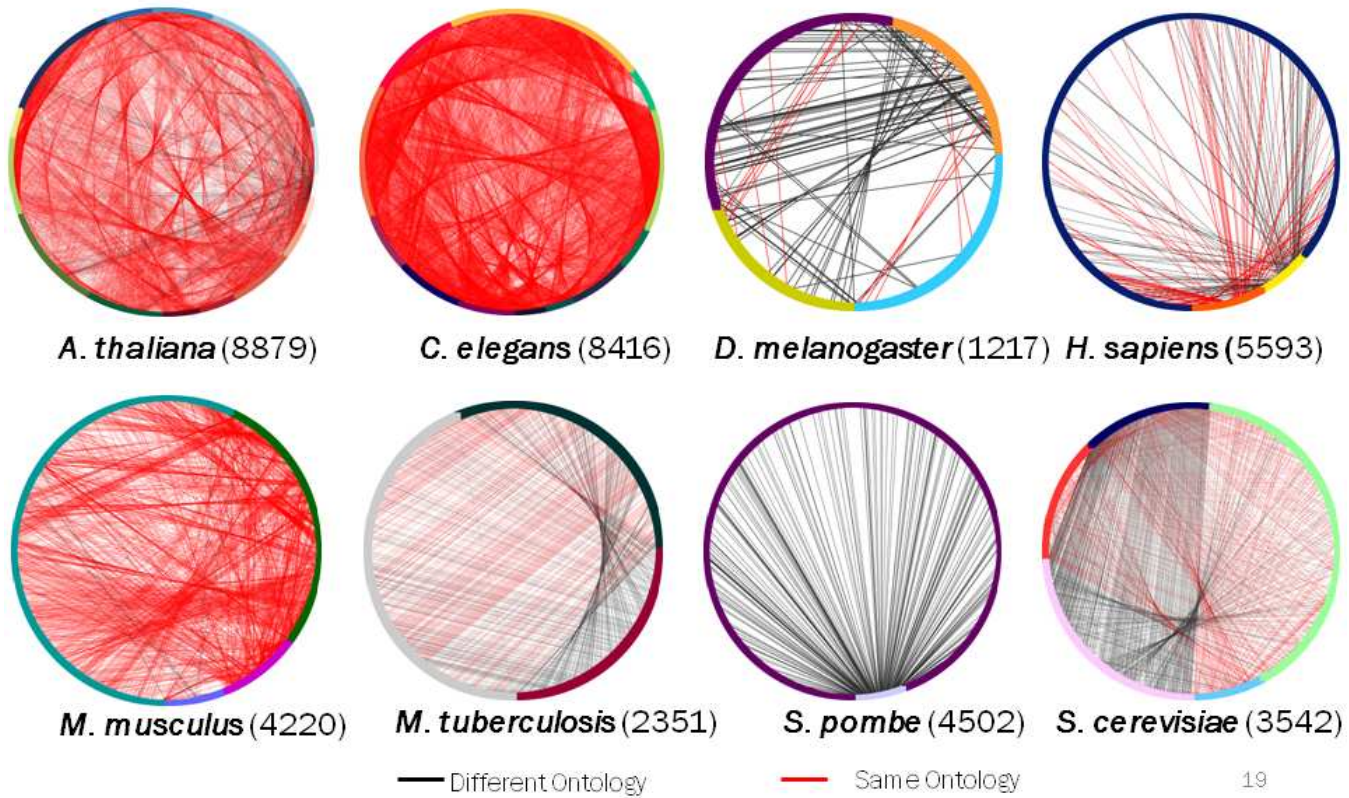 A. thaliana (8879) C. elegans (8416) D. melanogaster (1217) H. sapiens (5593)
M. musculus (4220) M. tuberculosis (2351) S. pombe (4502) S. cerevisiae (3542)
Different Ontology Same Ontology 19